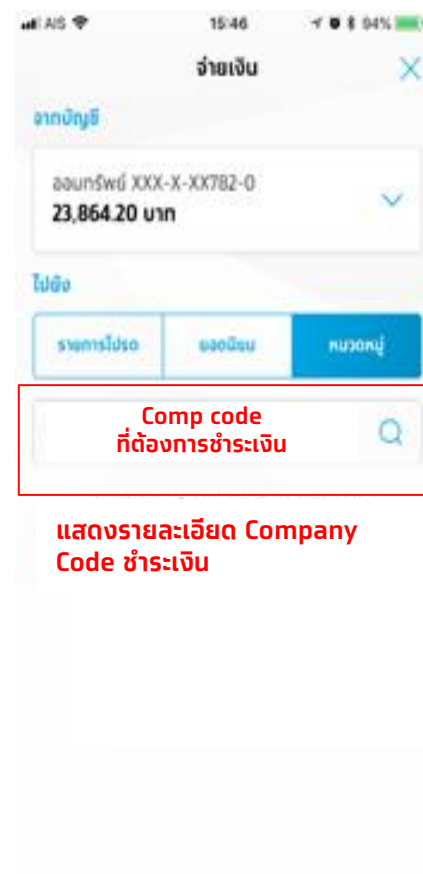 AIS 15:46 94%
จ่ายเงิน
จากบัญชี
ออมทรัพย์ XXX-X-XX782-0
23,864.20 บาท
ไปยัง
รายการโปรด ยอดนิยม หมวดหมู่
Comp code
ที่ต้องการชำระเงิน
แสดงรายละเอียด Company
Code ชำระเงิน